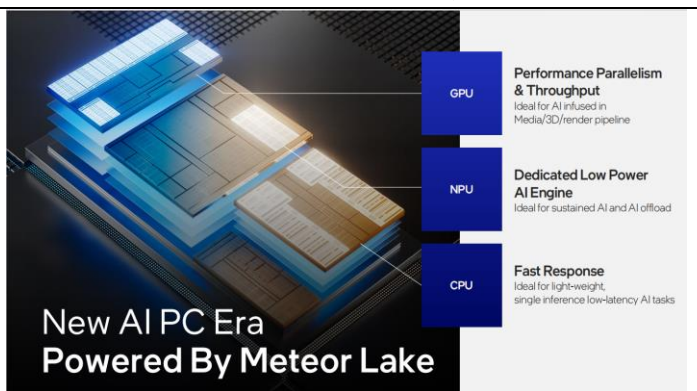 GPU
Performance Parallelism
& Throughput
Ideal for AI infused in
Media/3D/render pipeline
NPU
Dedicated Low Power
AI Engine
Ideal for sustained AI and AI offload
CPU
Fast Response
Ideal for light-weight,
single inference low-latency AI tasks
New AI PC Era
Powered By Meteor Lake